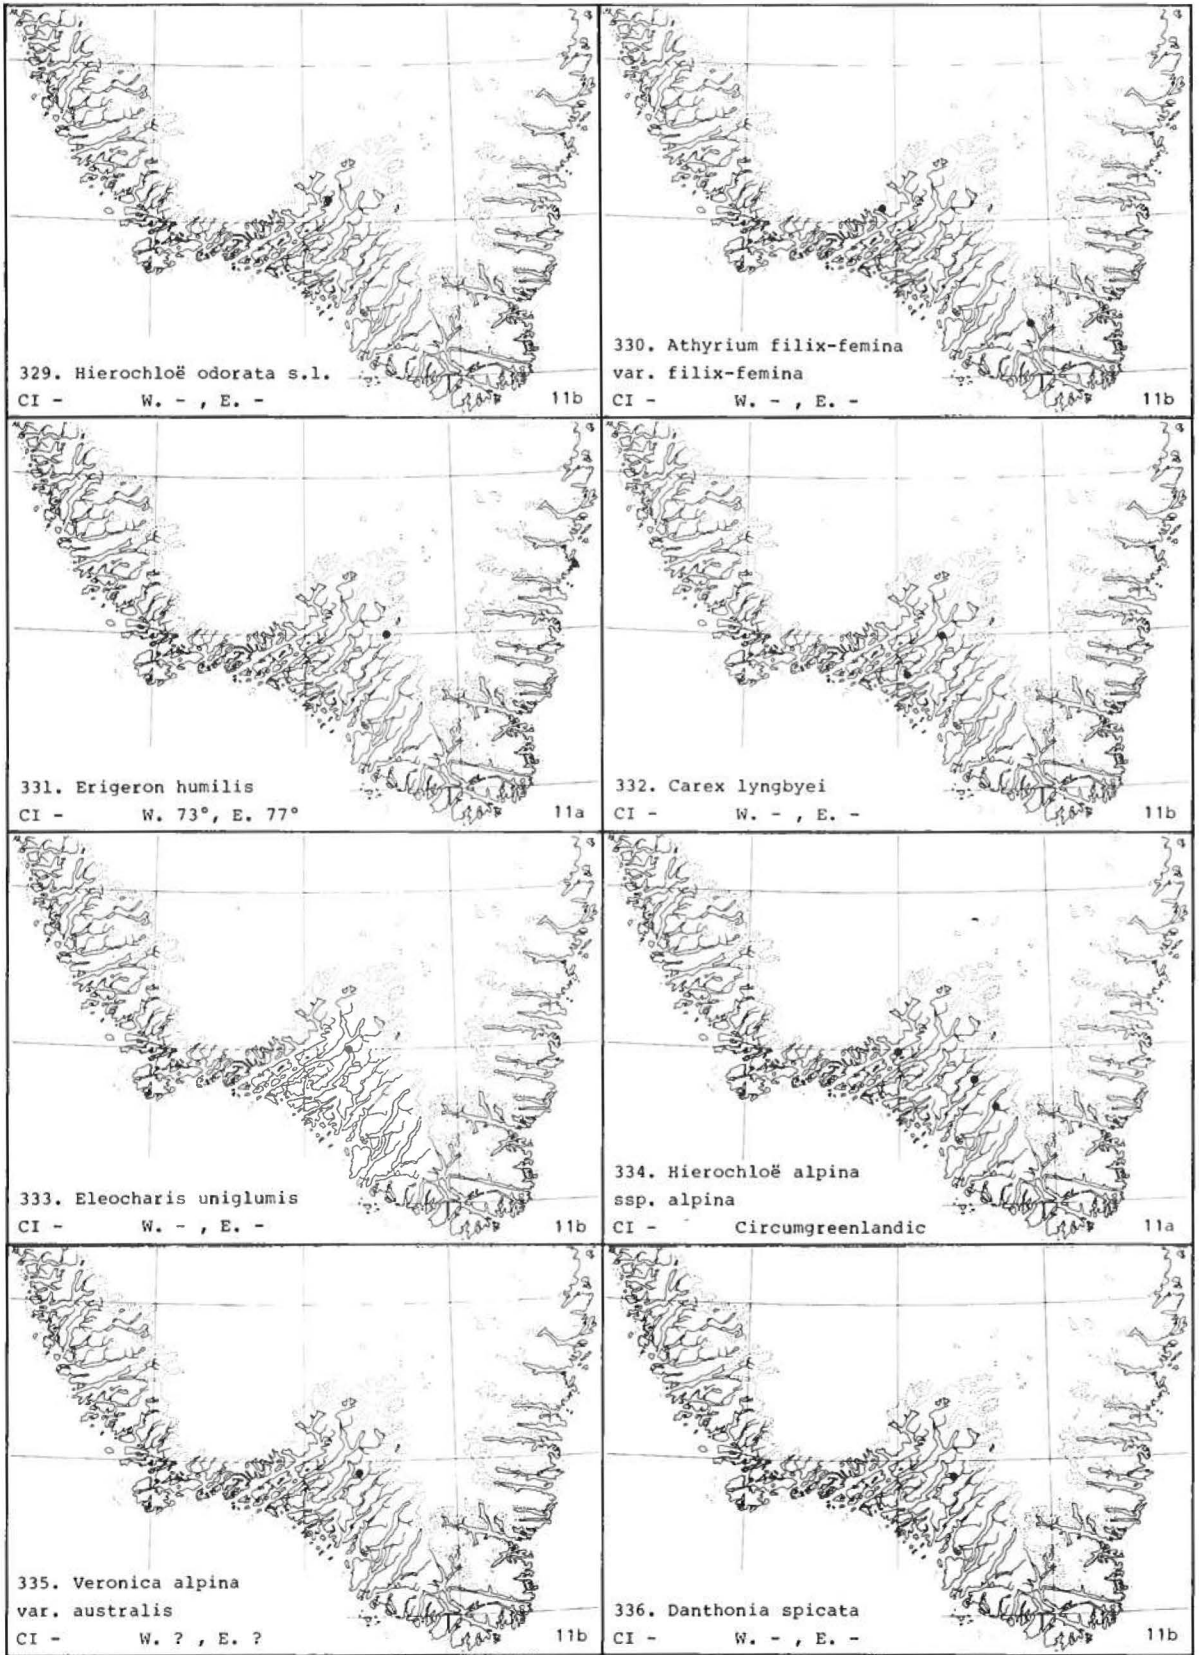 329. Hierochloë odorata s.l.
CI - W. - , E. - 11b
330. Athyrium filix-femina
var. filix-femina
CI - W. - , E. - 11b
331. Erigeron humilis
CI - W. 73°, E. 77° 11a
332. Carex lyngbyei
CI - W. - , E. - 11b
333. Eleocharis uniglumis
CI - W. - , E. - 11b
334. Hierochloë alpina
ssp. alpina
CI - Circumgreenlandic 11a
335. Veronica alpina
var. australis
CI - W. ? , E. ? 11b
336. Danthonia spicata
CI - W. - , E. - 11b